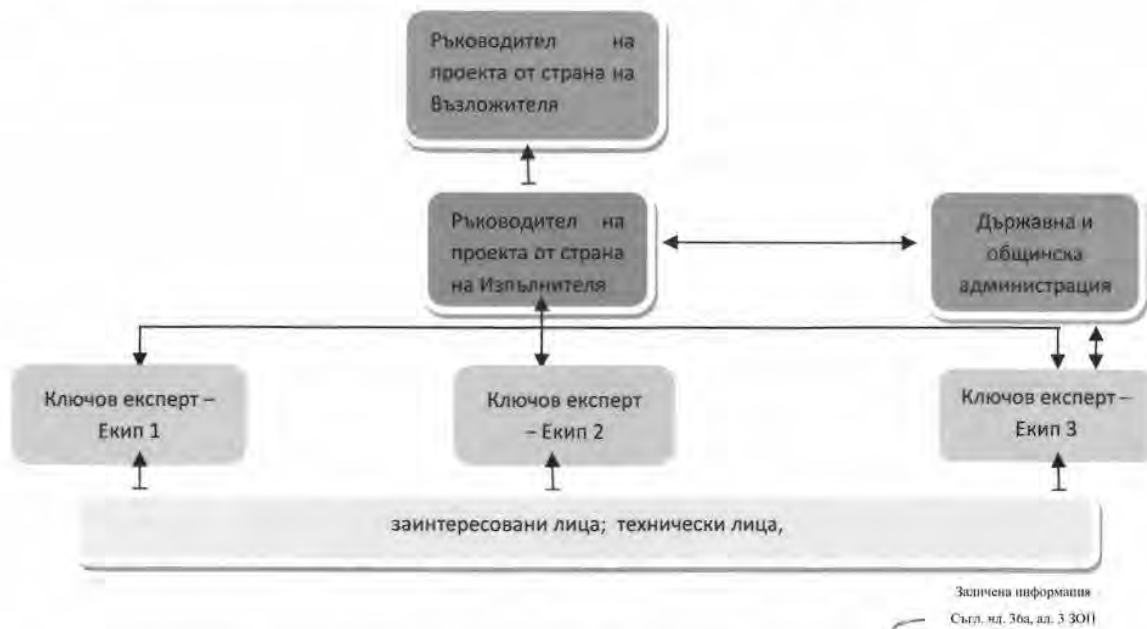 Ръководител на
проекта от страна на
Възложителя
Ръководител на
проекта от страна
на Изпълнителя
Държавна и
общинска
администрация
Ключов експерт –
Екип 1
Ключов експерт
– Екип 2
Ключов експерт –
Екип 3
заинтересовани лица; технически лица,
Заличена информация
Съгл. чл. 36а, ал. 3 ЗОП